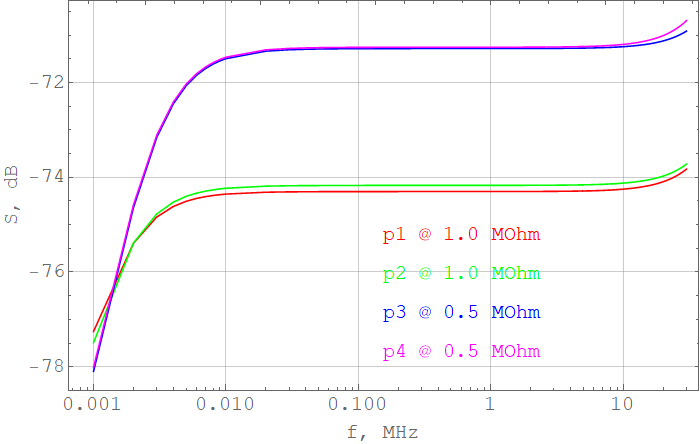 -72
-74
-76
-78
S, dB
p1 @ 1.0 MOhm
p2 @ 1.0 MOhm
p3 @ 0.5 MOhm
p4 @ 0.5 MOhm
0.001 0.010 0.100 1 10
f, MHz